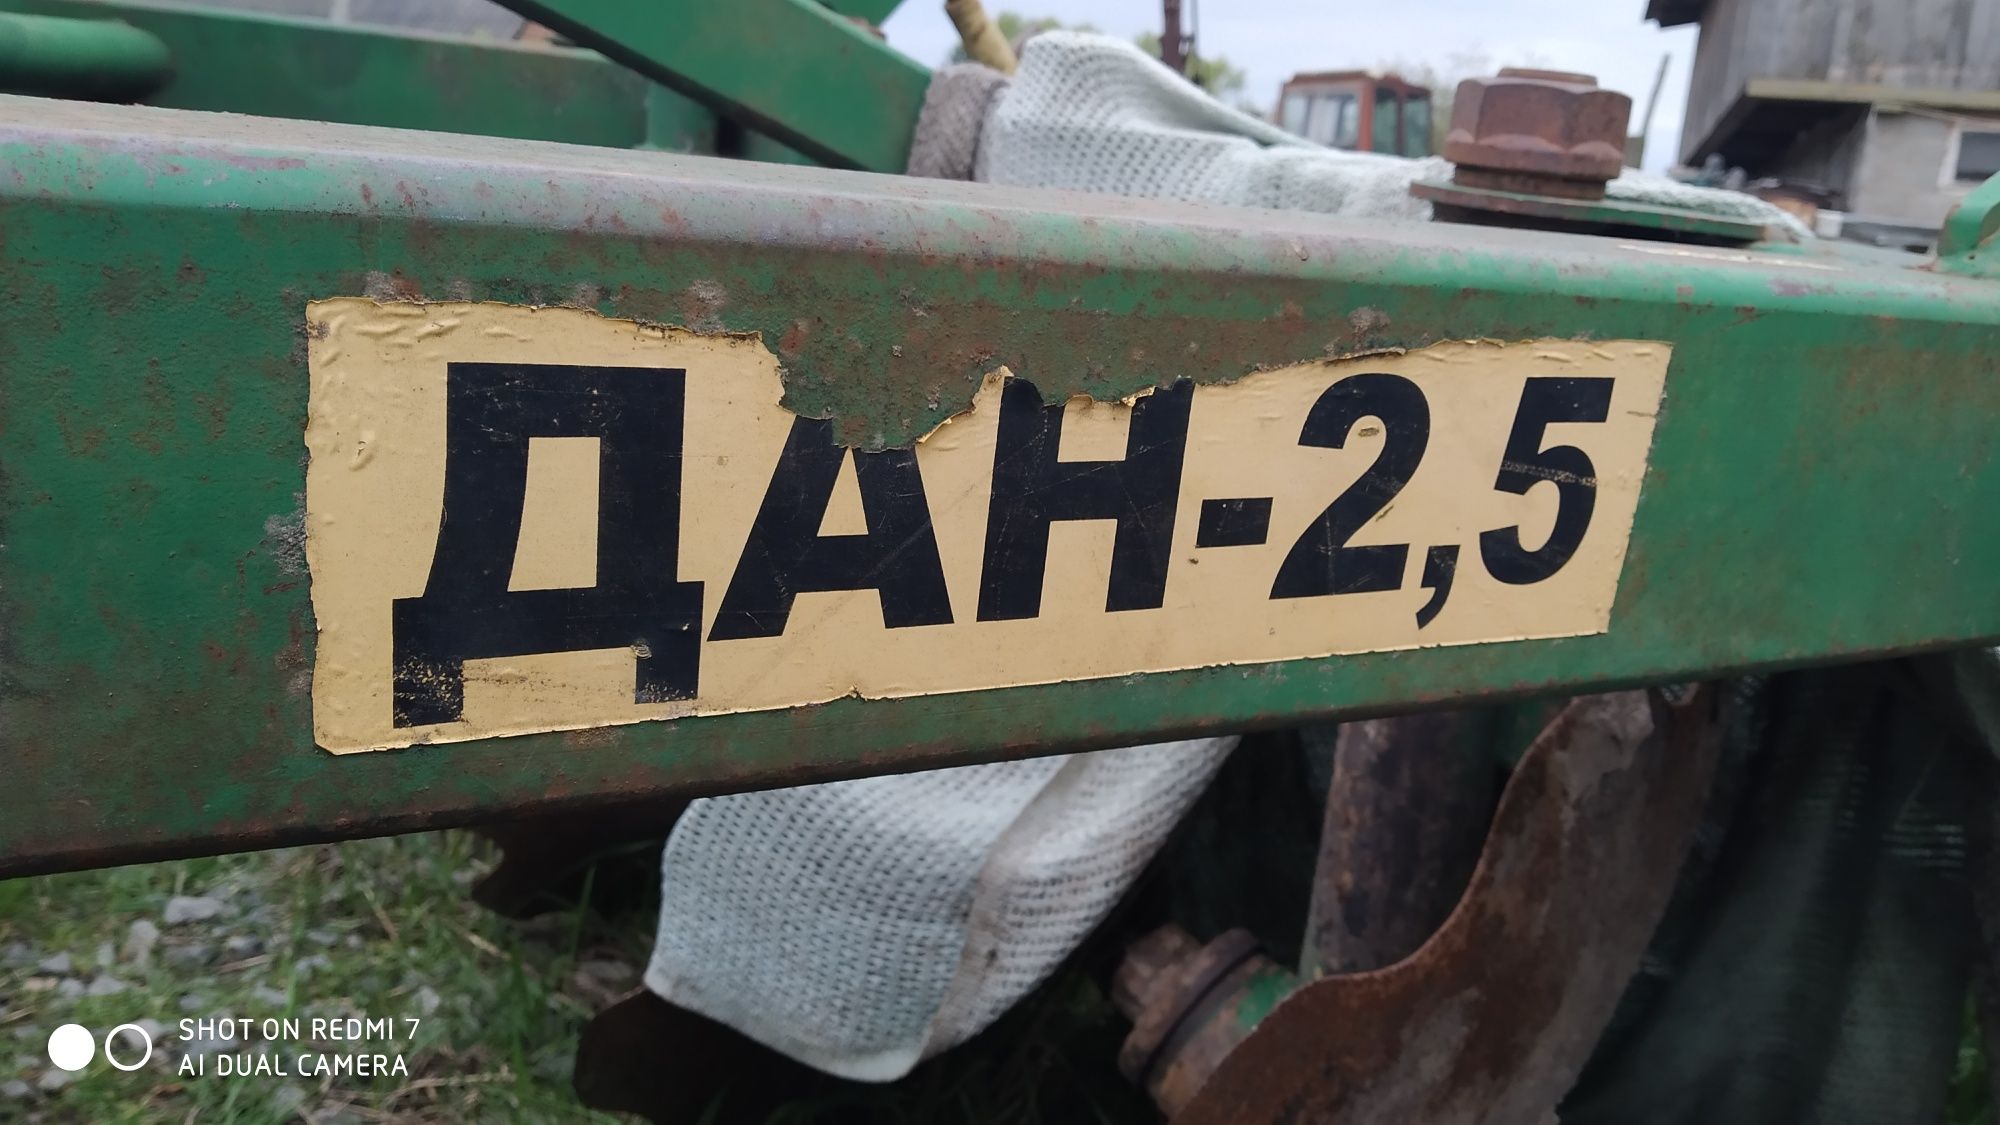 ДАН-2,5
SHOT ON REDMI 7
AI DUAL CAMERA